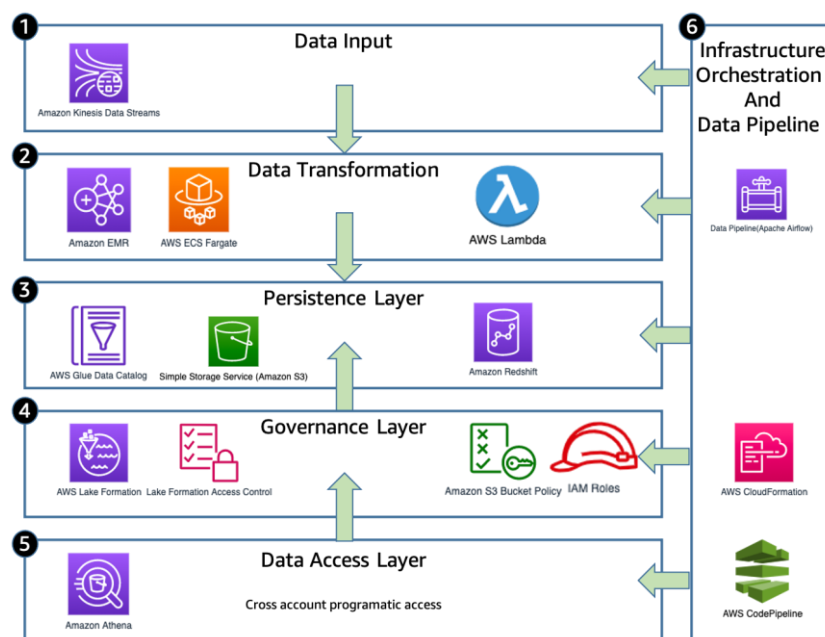 1
Data Input
Amazon Kinesis Data Streams
2
Data Transformation
Amazon EMR
AWS ECS Fargate
AWS Lambda
3
Persistence Layer
AWS Glue Data Catalog
Simple Storage Service (Amazon S3)
Amazon Redshift
4
Governance Layer
AWS Lake Formation
Lake Formation Access Control
Amazon S3 Bucket Policy
IAM Roles
5
Data Access Layer
Cross account programatic access
Amazon Athena
6
Infrastructure
Orchestration
And
Data Pipeline
Data Pipeline(Apache Airflow)
AWS CloudFormation
AWS CodePipeline